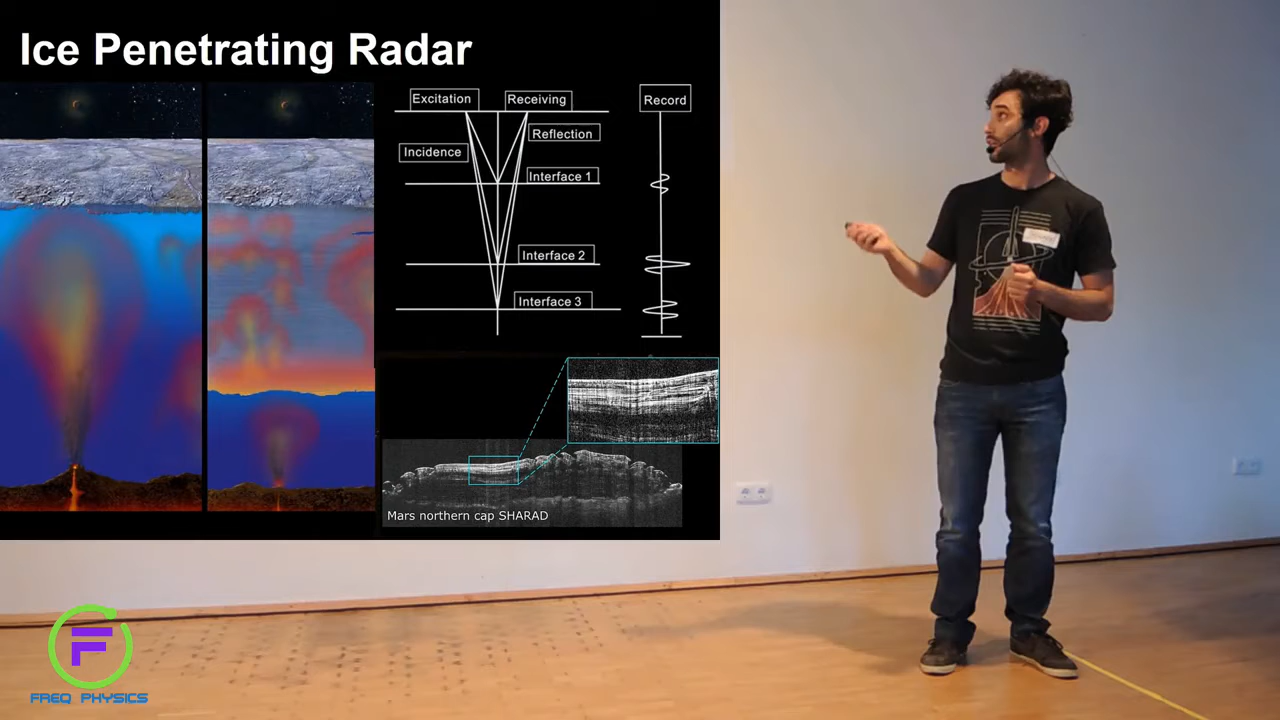 Ice Penetrating Radar
Excitation
Receiving
Record
Reflection
Incidence
Interface 1
Interface 2
Interface 3
Mars northern cap SHARAD
F
FREQ PHYSICS